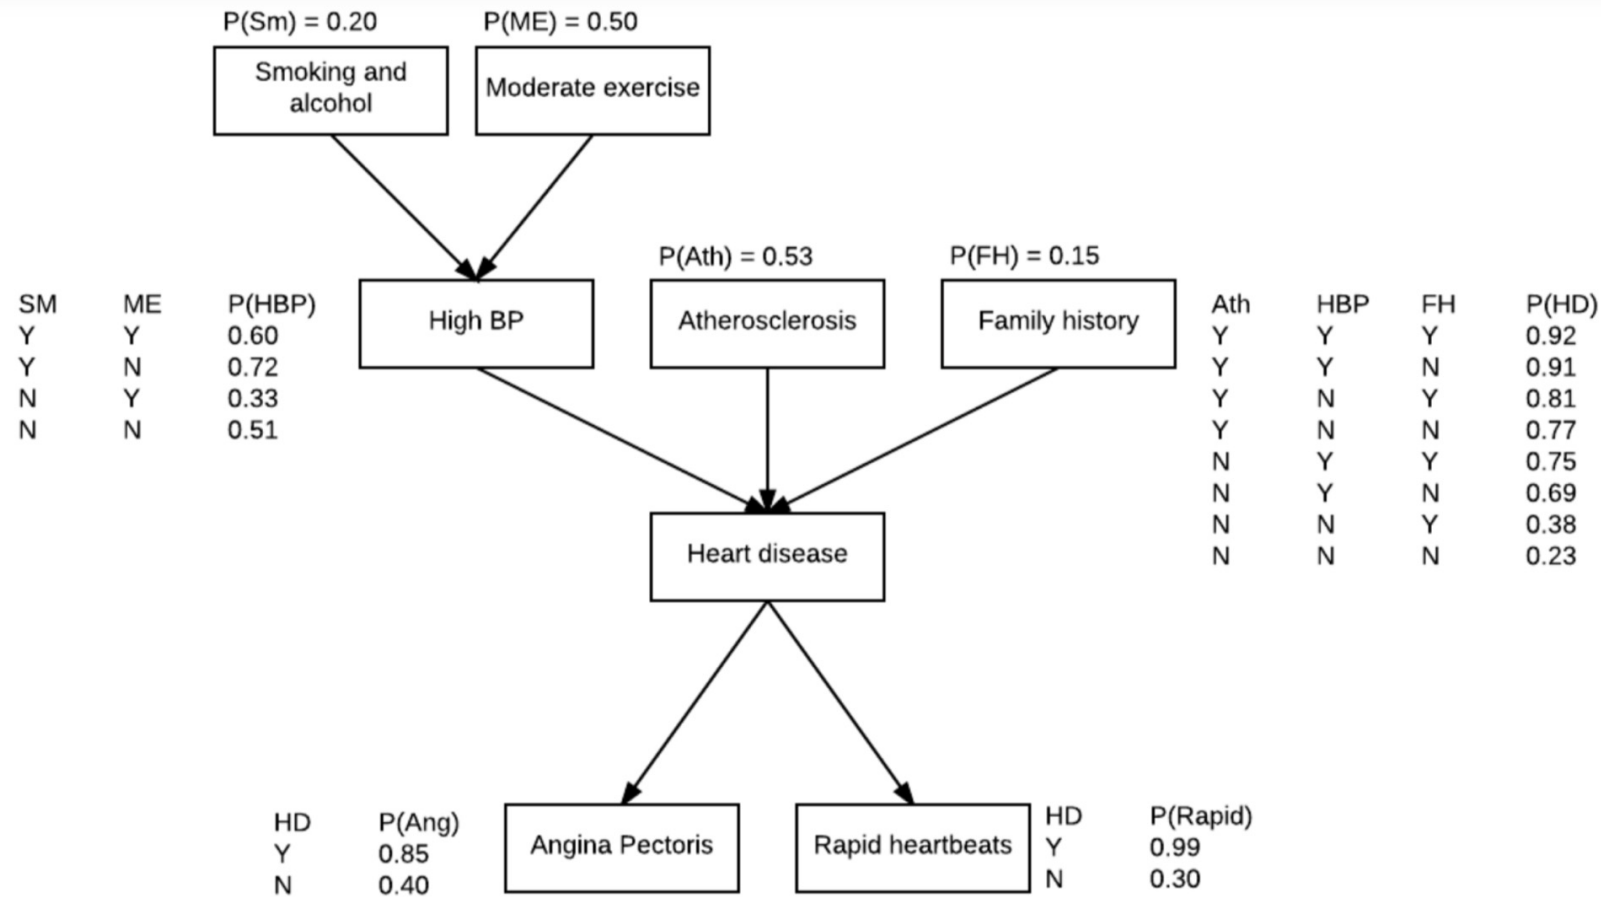 P(Sm) = 0.20
P(ME) = 0.50
Smoking and
alcohol
Moderate exercise
P(Ath) = 0.53
P(FH) = 0.15
SM ME P(HBP)
Y Y 0.60
Y N 0.72
N Y 0.33
N N 0.51
High BP
Atherosclerosis
Family history
Ath HBP FH P(HD)
Y Y Y 0.92
Y Y N 0.91
Y N Y 0.81
Y N N 0.77
N Y Y 0.75
N Y N 0.69
N N Y 0.38
N N N 0.23
Heart disease
HD P(Ang)
Y 0.85
N 0.40
Angina Pectoris
Rapid heartbeats
HD P(Rapid)
Y 0.99
N 0.30